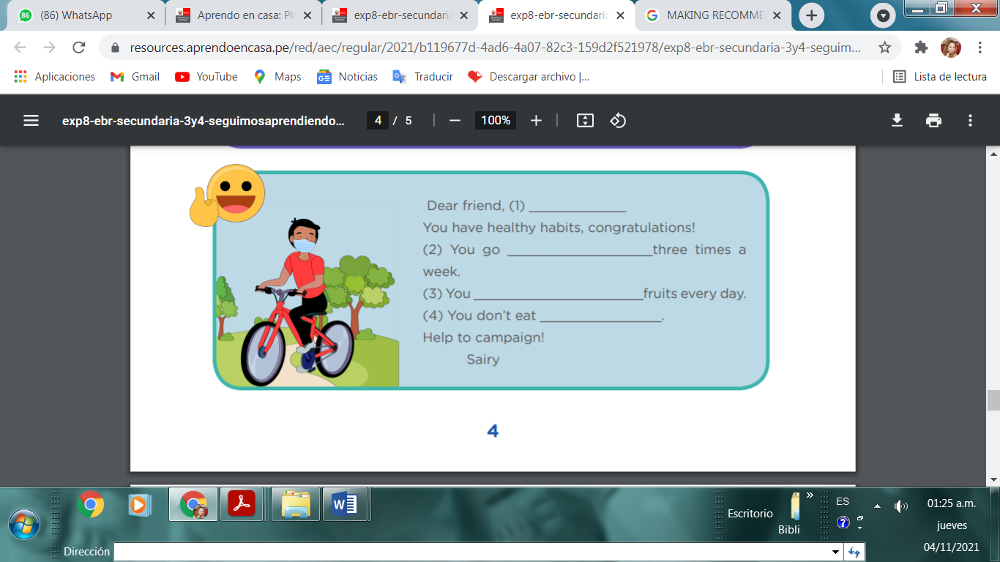 (86) WhatsApp
Aprendo en casa: Pl
exp8-ebr-secundaria
exp8-ebr-secundaria
MAKING RECOMME
resources.aprendoencasa.pe/red/aec/regular/2021/b119677d-4ad6-4a07-82c3-159d2f521978/exp8-ebr-secundaria-3y4-seguim...
Aplicaciones
Gmail
YouTube
Maps
Noticias
Traducir
Descargar archivo |...
Lista de lectura
exp8-ebr-secundaria-3y4-seguimosaprendiendo...
4 / 5
100%
Dear friend, (1) ____________
You have healthy habits, congratulations!
(2) You go __________________three times a
week.
(3) You _____________________fruits every day.
(4) You don't eat _______________.
Help to campaign!
Sairy
4
Escritorio
Bibli
ES
01:25 a.m.
jueves
04/11/2021
Dirección